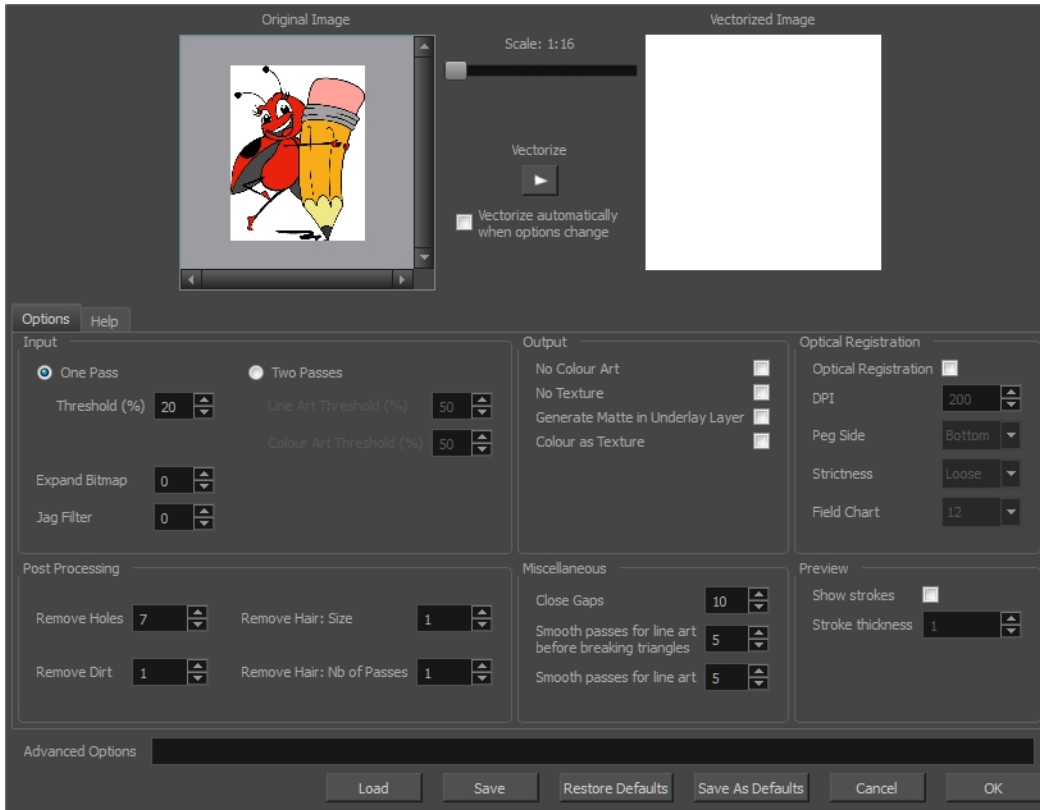 Original Image
Vectorized Image
Scale: 1:16
Vectorize
Vectorize automatically
when options change
Options
Help
Input
One Pass
Two Passes
Threshold (%) 20
Line Art Threshold (%) 50
Colour Art Threshold (%) 50
Expand Bitmap 0
Jag Filter 0
Output
No Colour Art
No Texture
Generate Matte in Underlay Layer
Colour as Texture
Optical Registration
Optical Registration
DPI 200
Peg Side Bottom
Strictness Loose
Field Chart 12
Post Processing
Remove Holes 7
Remove Hair: Size 1
Remove Dirt 1
Remove Hair: Nb of Passes 1
Miscellaneous
Close Gaps 10
Smooth passes for line art
before breaking triangles 5
Smooth passes for line art 5
Preview
Show strokes
Stroke thickness 1
Advanced Options
Load
Save
Restore Defaults
Save As Defaults
Cancel
OK